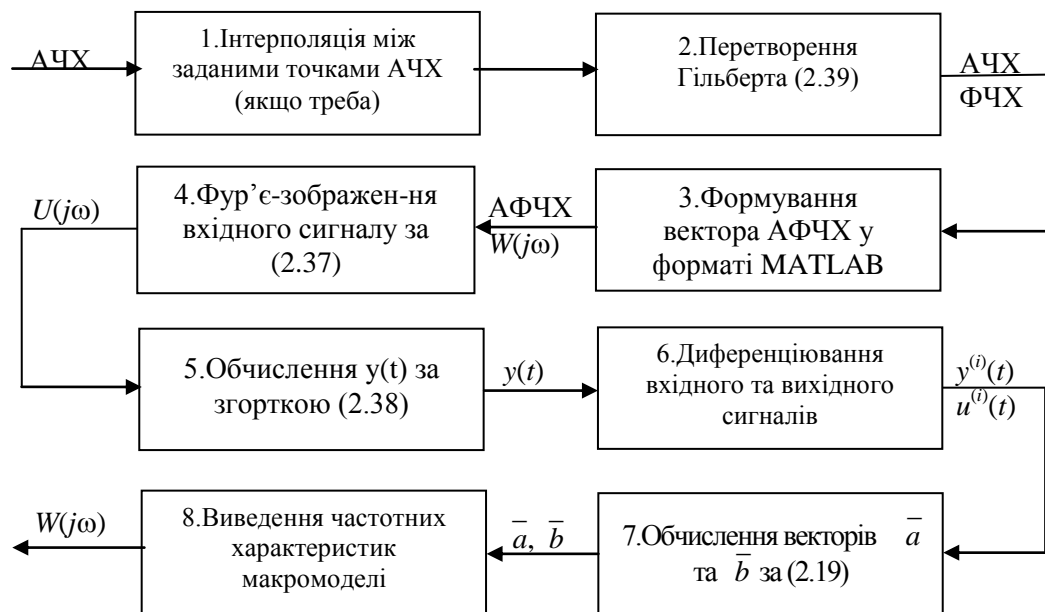 АЧХ
1.Інтерполяція між
заданими точками АЧХ
(якщо треба)
2.Перетворення
Гільберта (2.39)
АЧХ
ФЧХ
3.Формування
вектора АФЧХ у
форматі MATLAB
АФЧХ
W(jω)
4.Фур’є-зображен-ня
вхідного сигналу за
(2.37)
U(jω)
5.Обчислення y(t) за
згорткою (2.38)
y(t)
6.Диференціювання
вхідного та вихідного
сигналів
y⁽ⁱ⁾(t)
u⁽ⁱ⁾(t)
7.Обчислення векторів a̅
та b̅ за (2.19)
a̅, b̅
8.Виведення частотних
характеристик
макромоделі
W(jω)